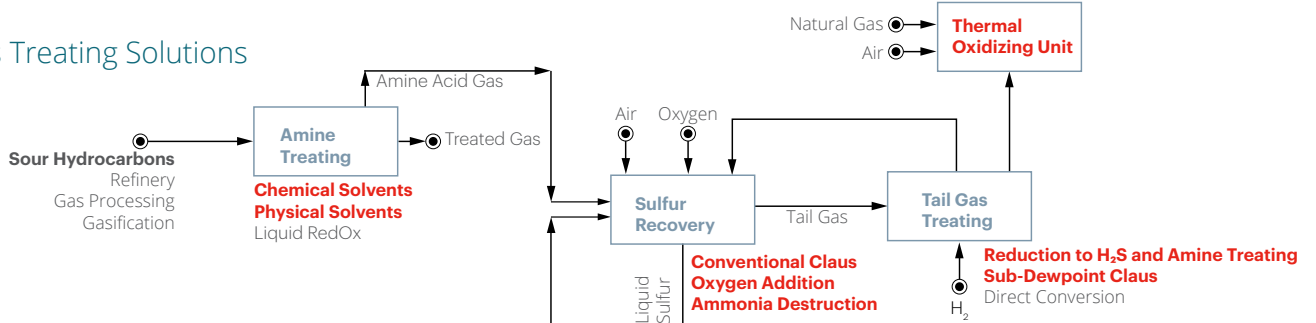 Treating Solutions
Natural Gas
Air
Thermal
Oxidizing Unit
Amine Acid Gas
Sour Hydrocarbons
Refinery
Gas Processing
Gasification
Amine
Treating
Treated Gas
Chemical Solvents
Physical Solvents
Liquid RedOx
Air
Oxygen
Sulfur
Recovery
Tail Gas
Tail Gas
Treating
Conventional Claus
Oxygen Addition
Ammonia Destruction
Liquid
Sulfur
Reduction to H₂S and Amine Treating
Sub-Dewpoint Claus
Direct Conversion
H₂